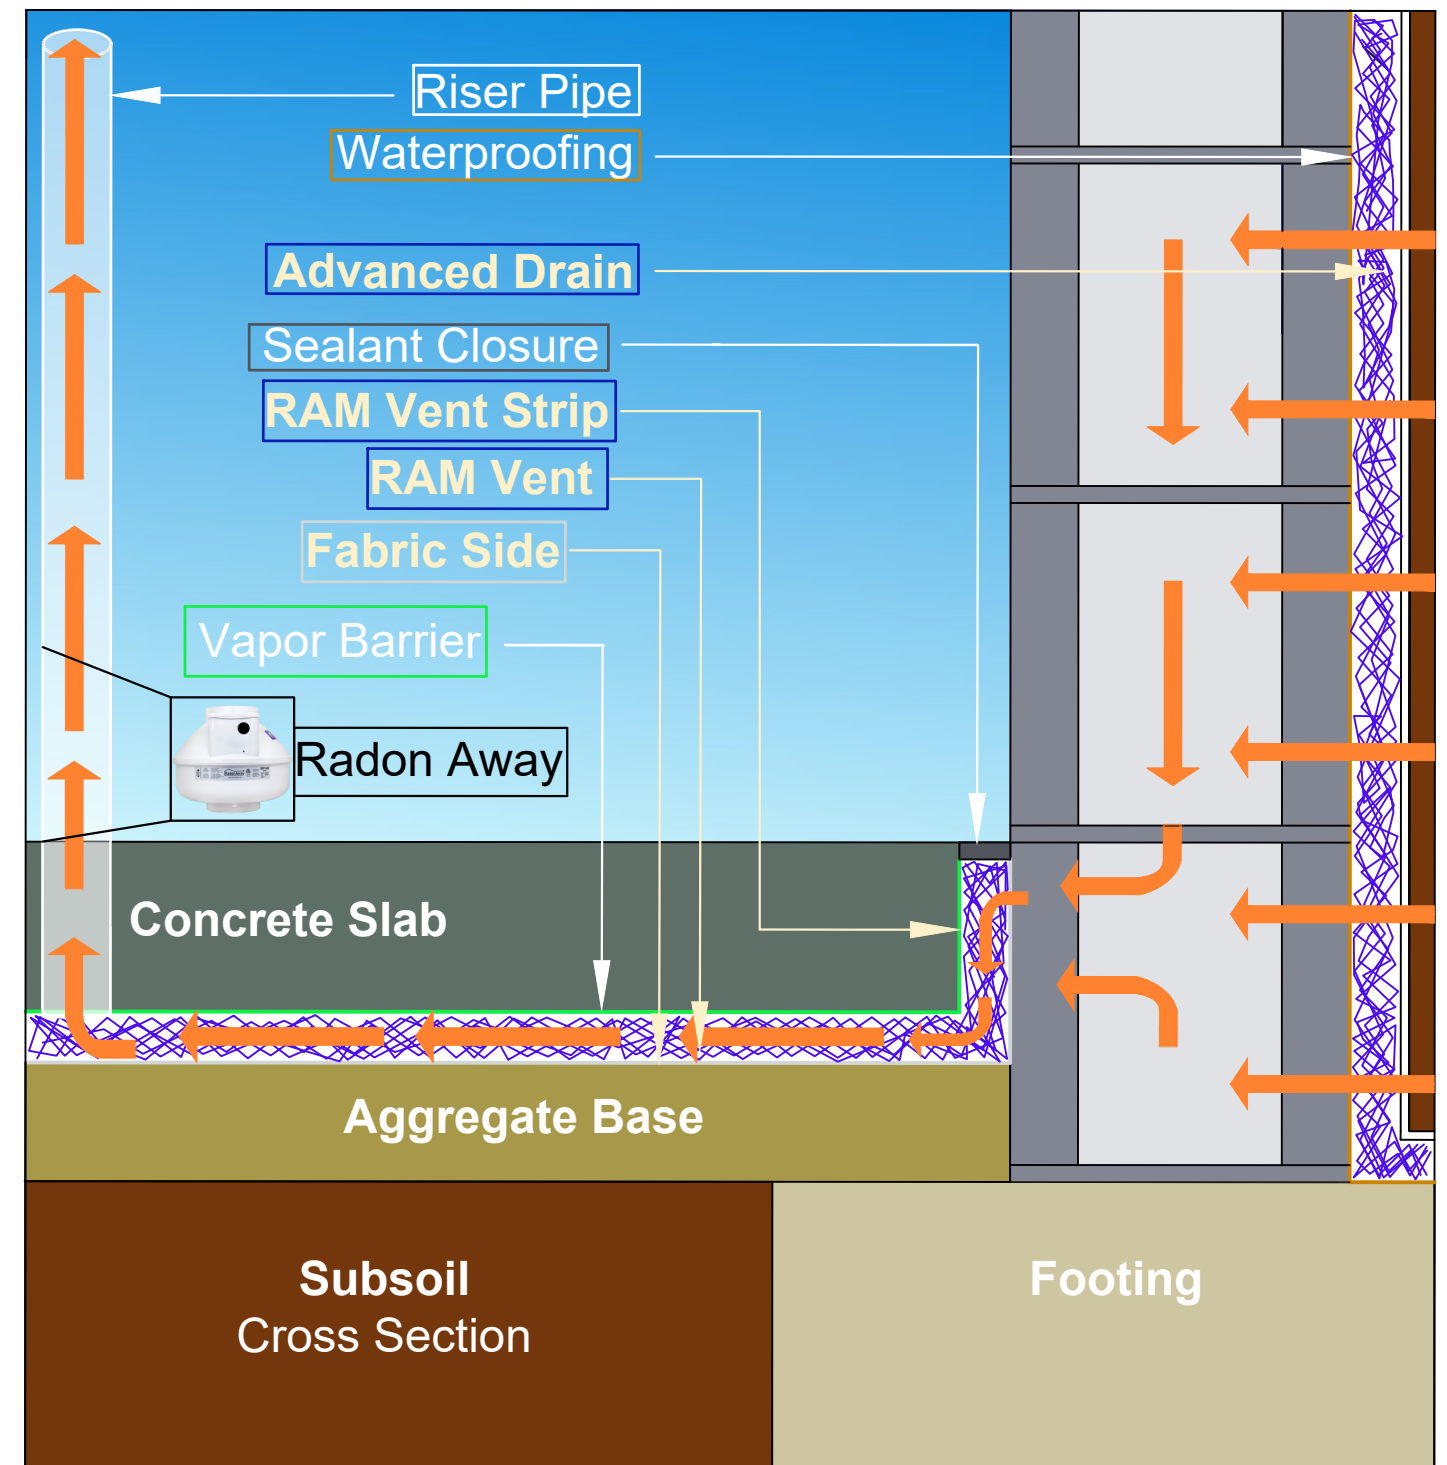 Riser Pipe
Waterproofing
Advanced Drain
Sealant Closure
RAM Vent Strip
RAM Vent
Fabric Side
Vapor Barrier
Radon Away
Concrete Slab
Aggregate Base
Subsoil
Cross Section
Footing